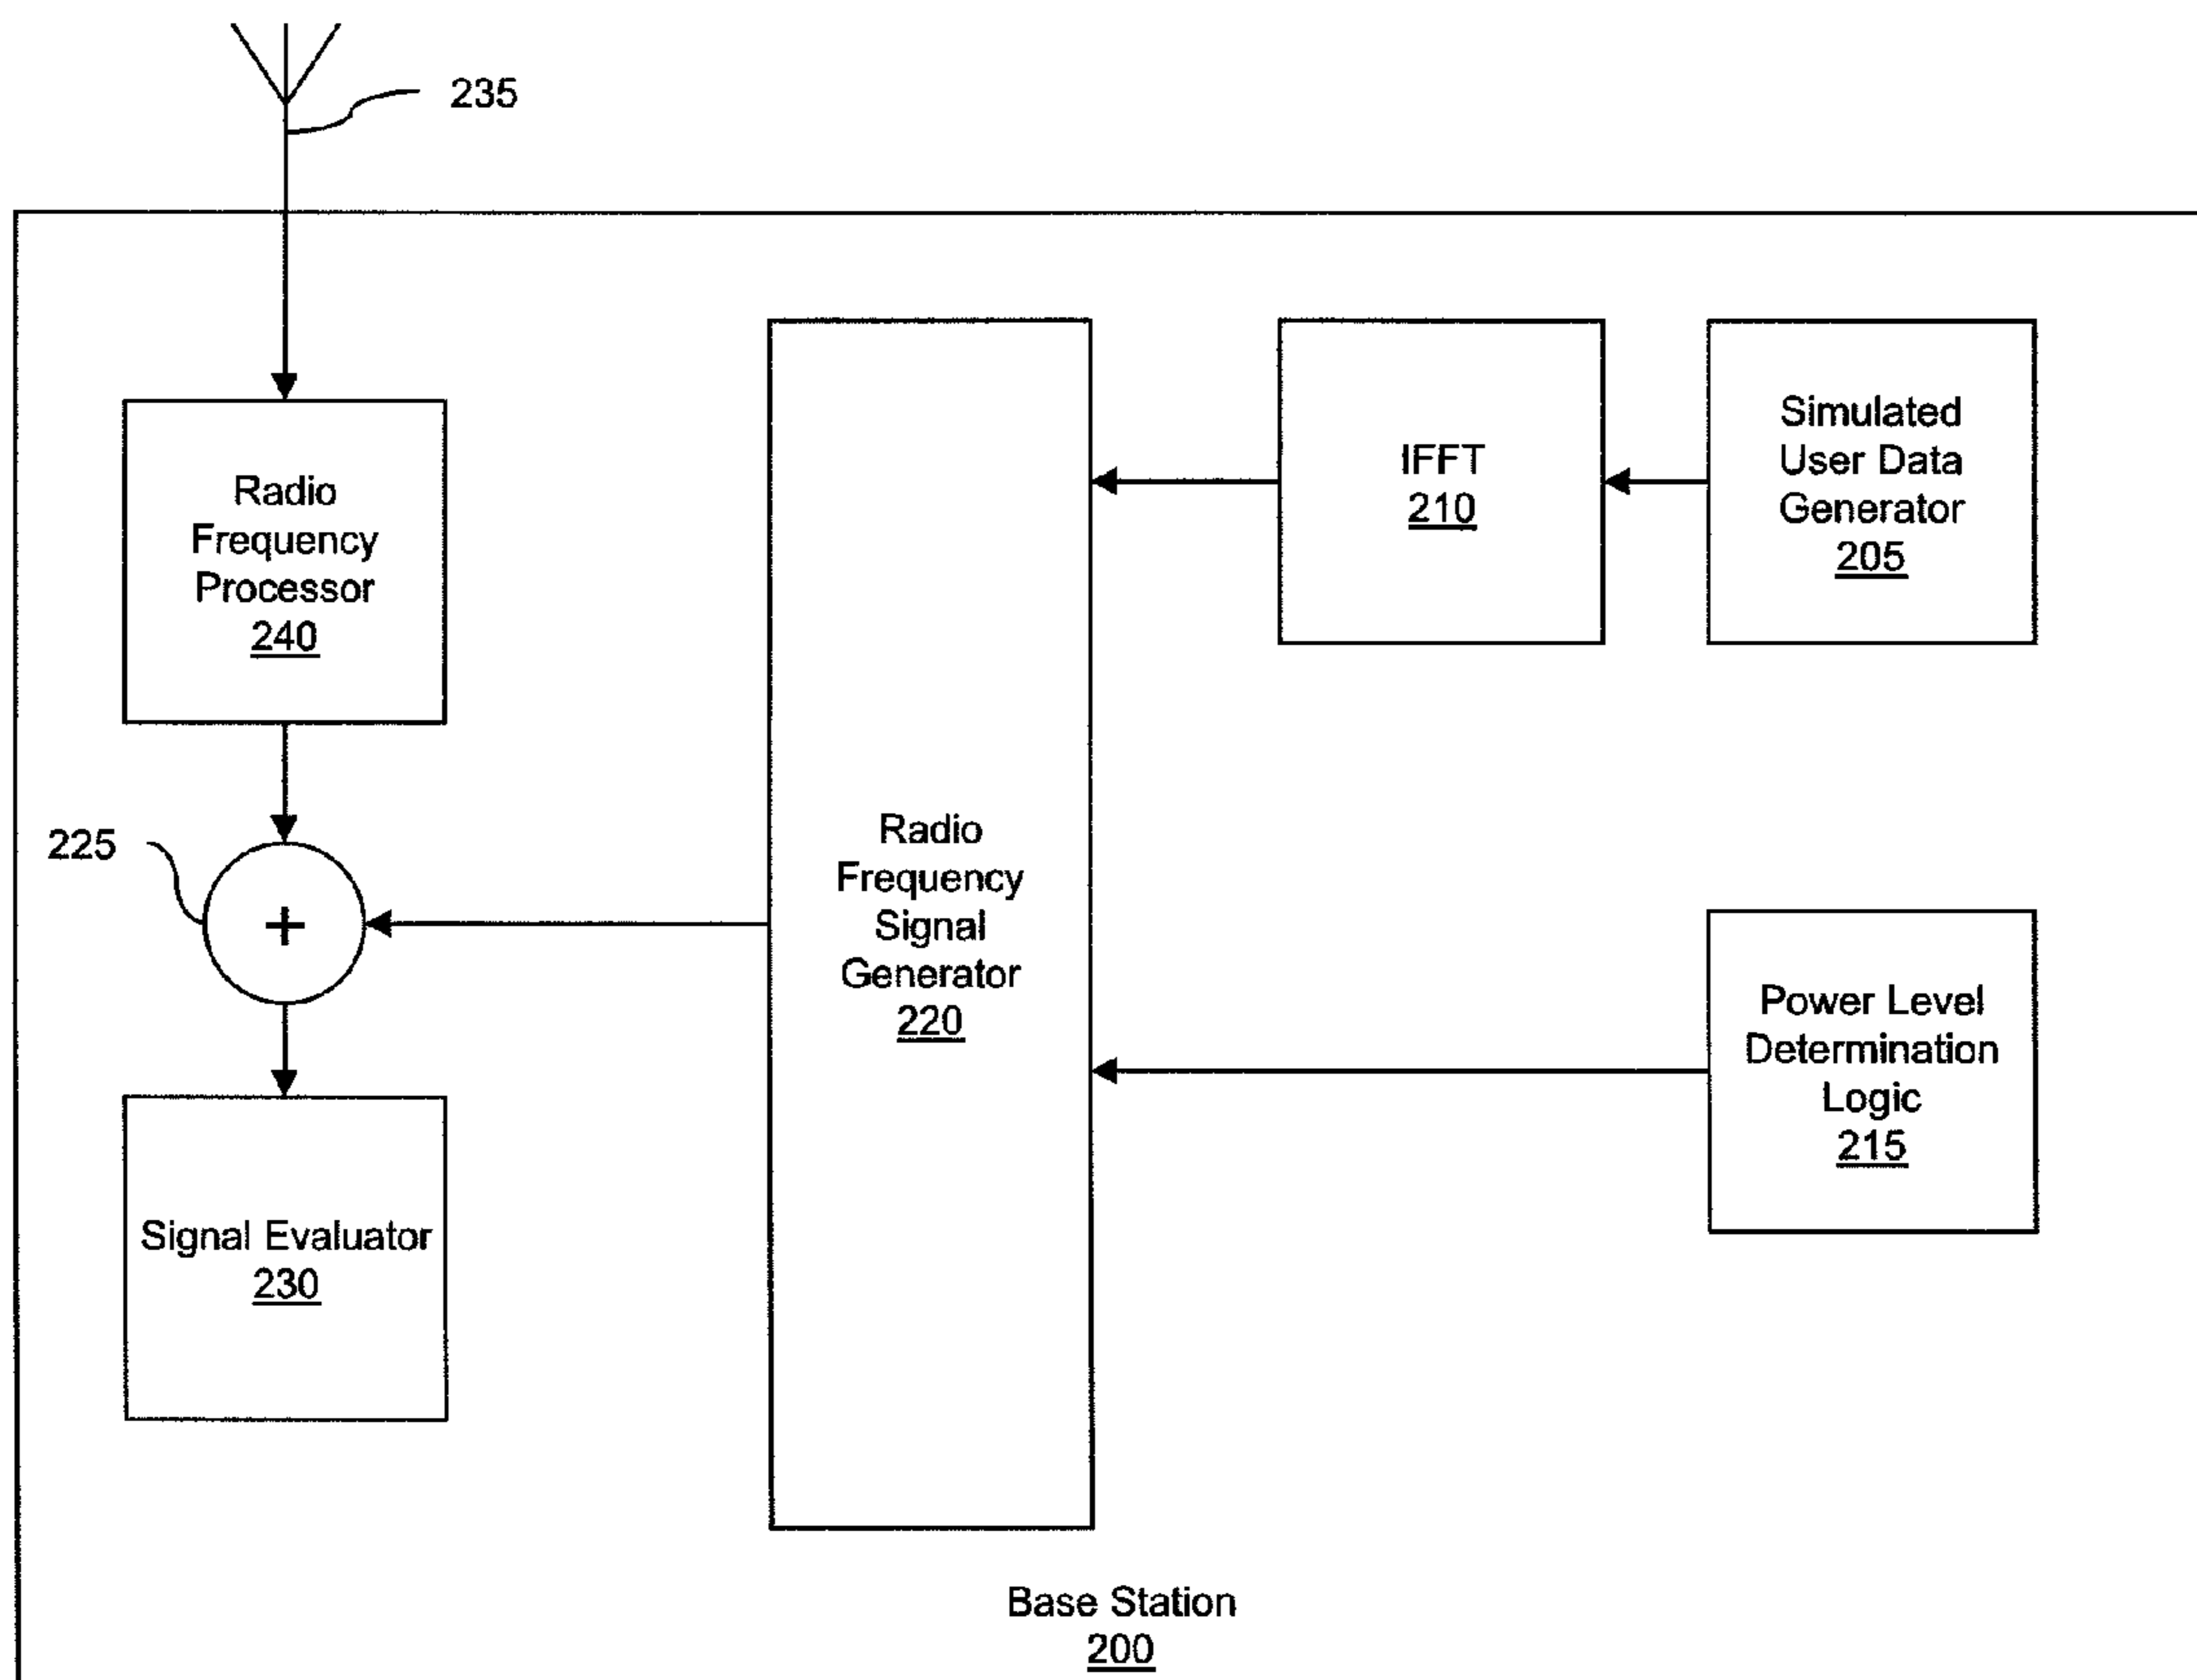 235
Radio
Frequency
Processor
240
225
+
Signal Evaluator
230
Radio
Frequency
Signal
Generator
220
IFFT
210
Simulated
User Data
Generator
205
Power Level
Determination
Logic
215
Base Station
200